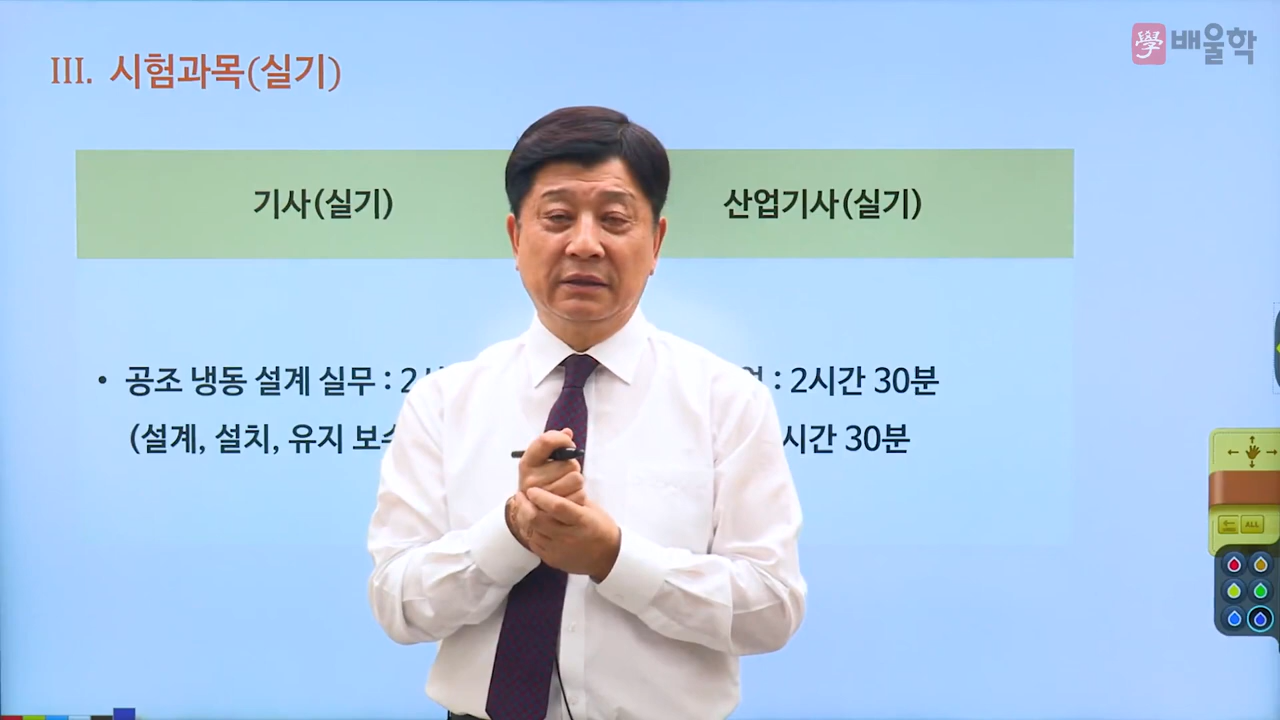 III. 시험과목(실기)
學 배울학
기사(실기) 산업기사(실기)
• 공조 냉동 설계 실무 : 2 : 2시간 30분
(설계, 설치, 유지 보 시간 30분
ALL